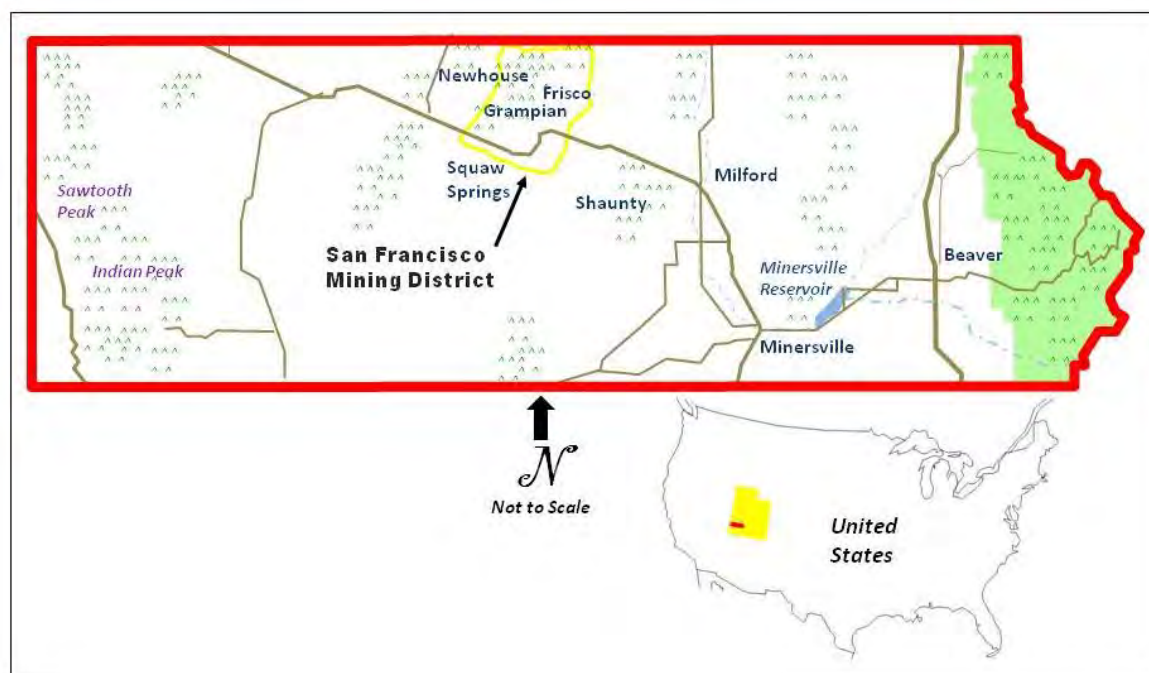 Newhouse
Frisco
Grampian
Squaw
Springs
Shaunty
Milford
Sawtooth
Peak
Indian Peak
San Francisco
Mining District
Minersville
Reservoir
Beaver
Minersville
N
Not to Scale
United
States